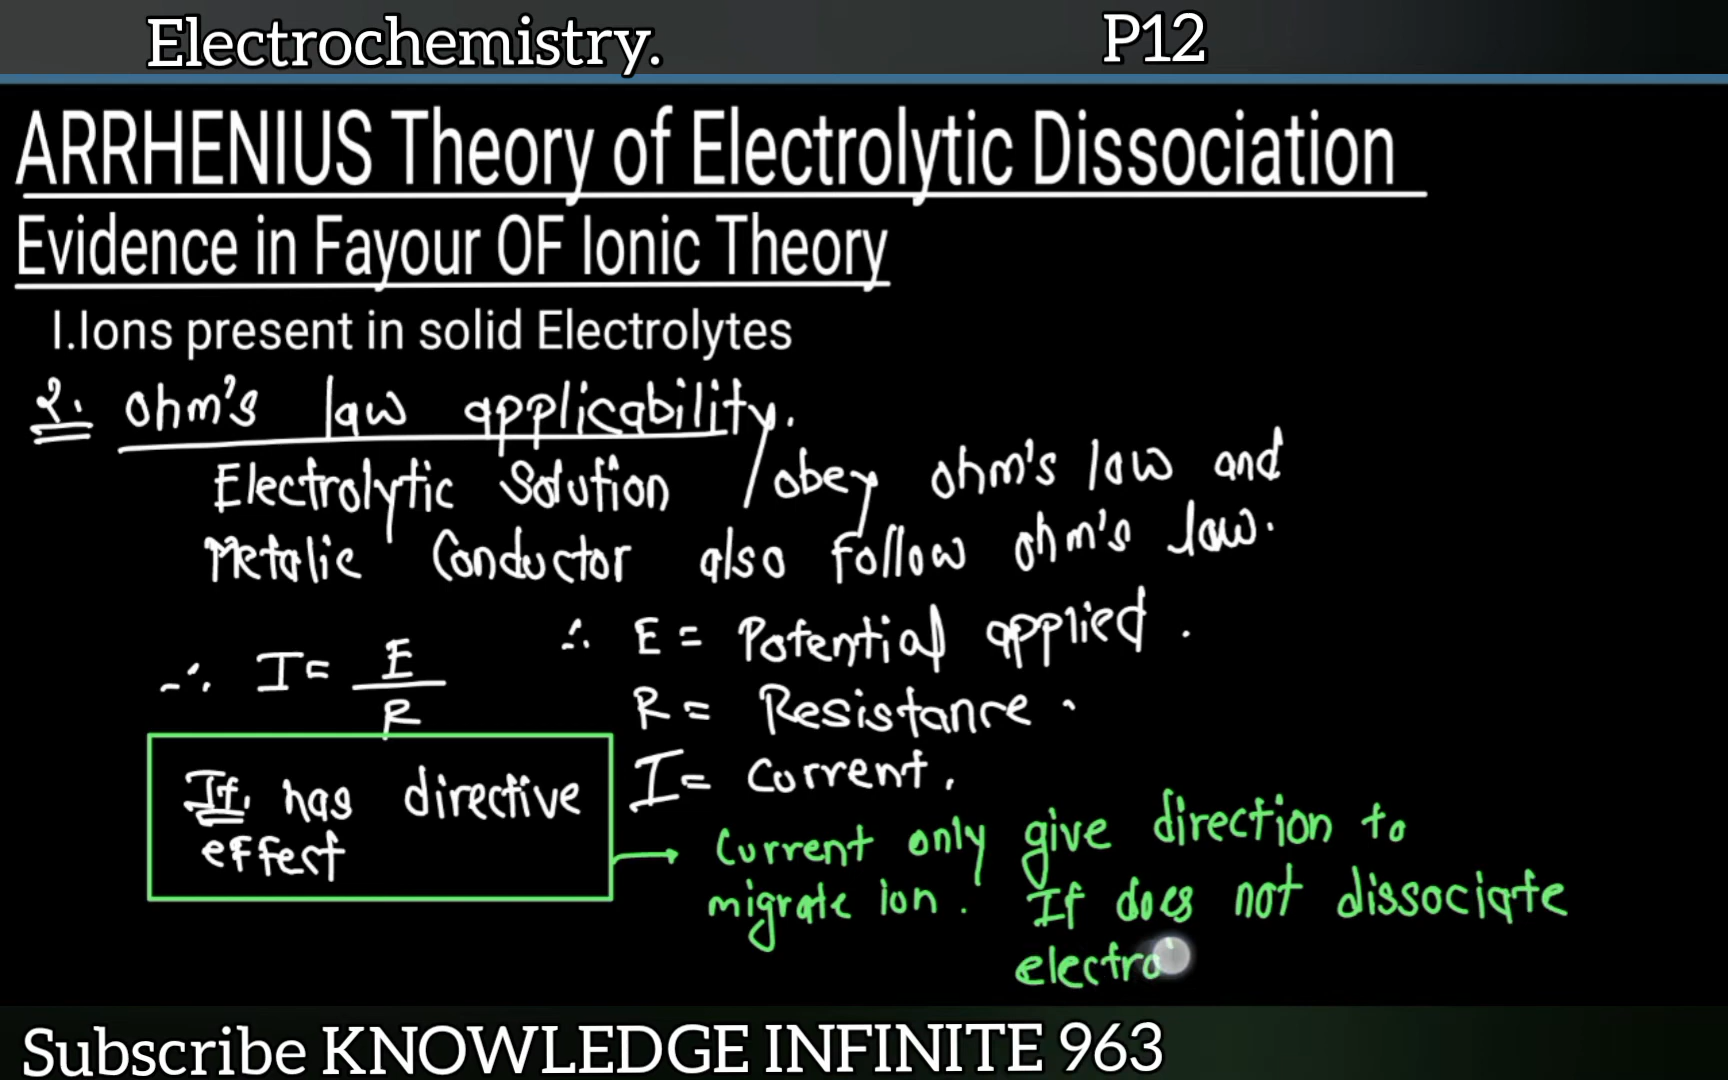 Electrochemistry. P12
ARRHENIUS Theory of Electrolytic Dissociation
Evidence in Fayour OF Ionic Theory
I.Ions present in solid Electrolytes
2. Ohm's law applicability.
Electrolytic Solution / obey ohm's law and
Metalic Conductor also follow ohm's law.
∴ I = E/R
∴ E = Potential applied.
R = Resistance.
I = Current.
It has directive
effect
→ Current only give direction to
migrate ion. It does not dissociate
electro
Subscribe KNOWLEDGE INFINITE 963